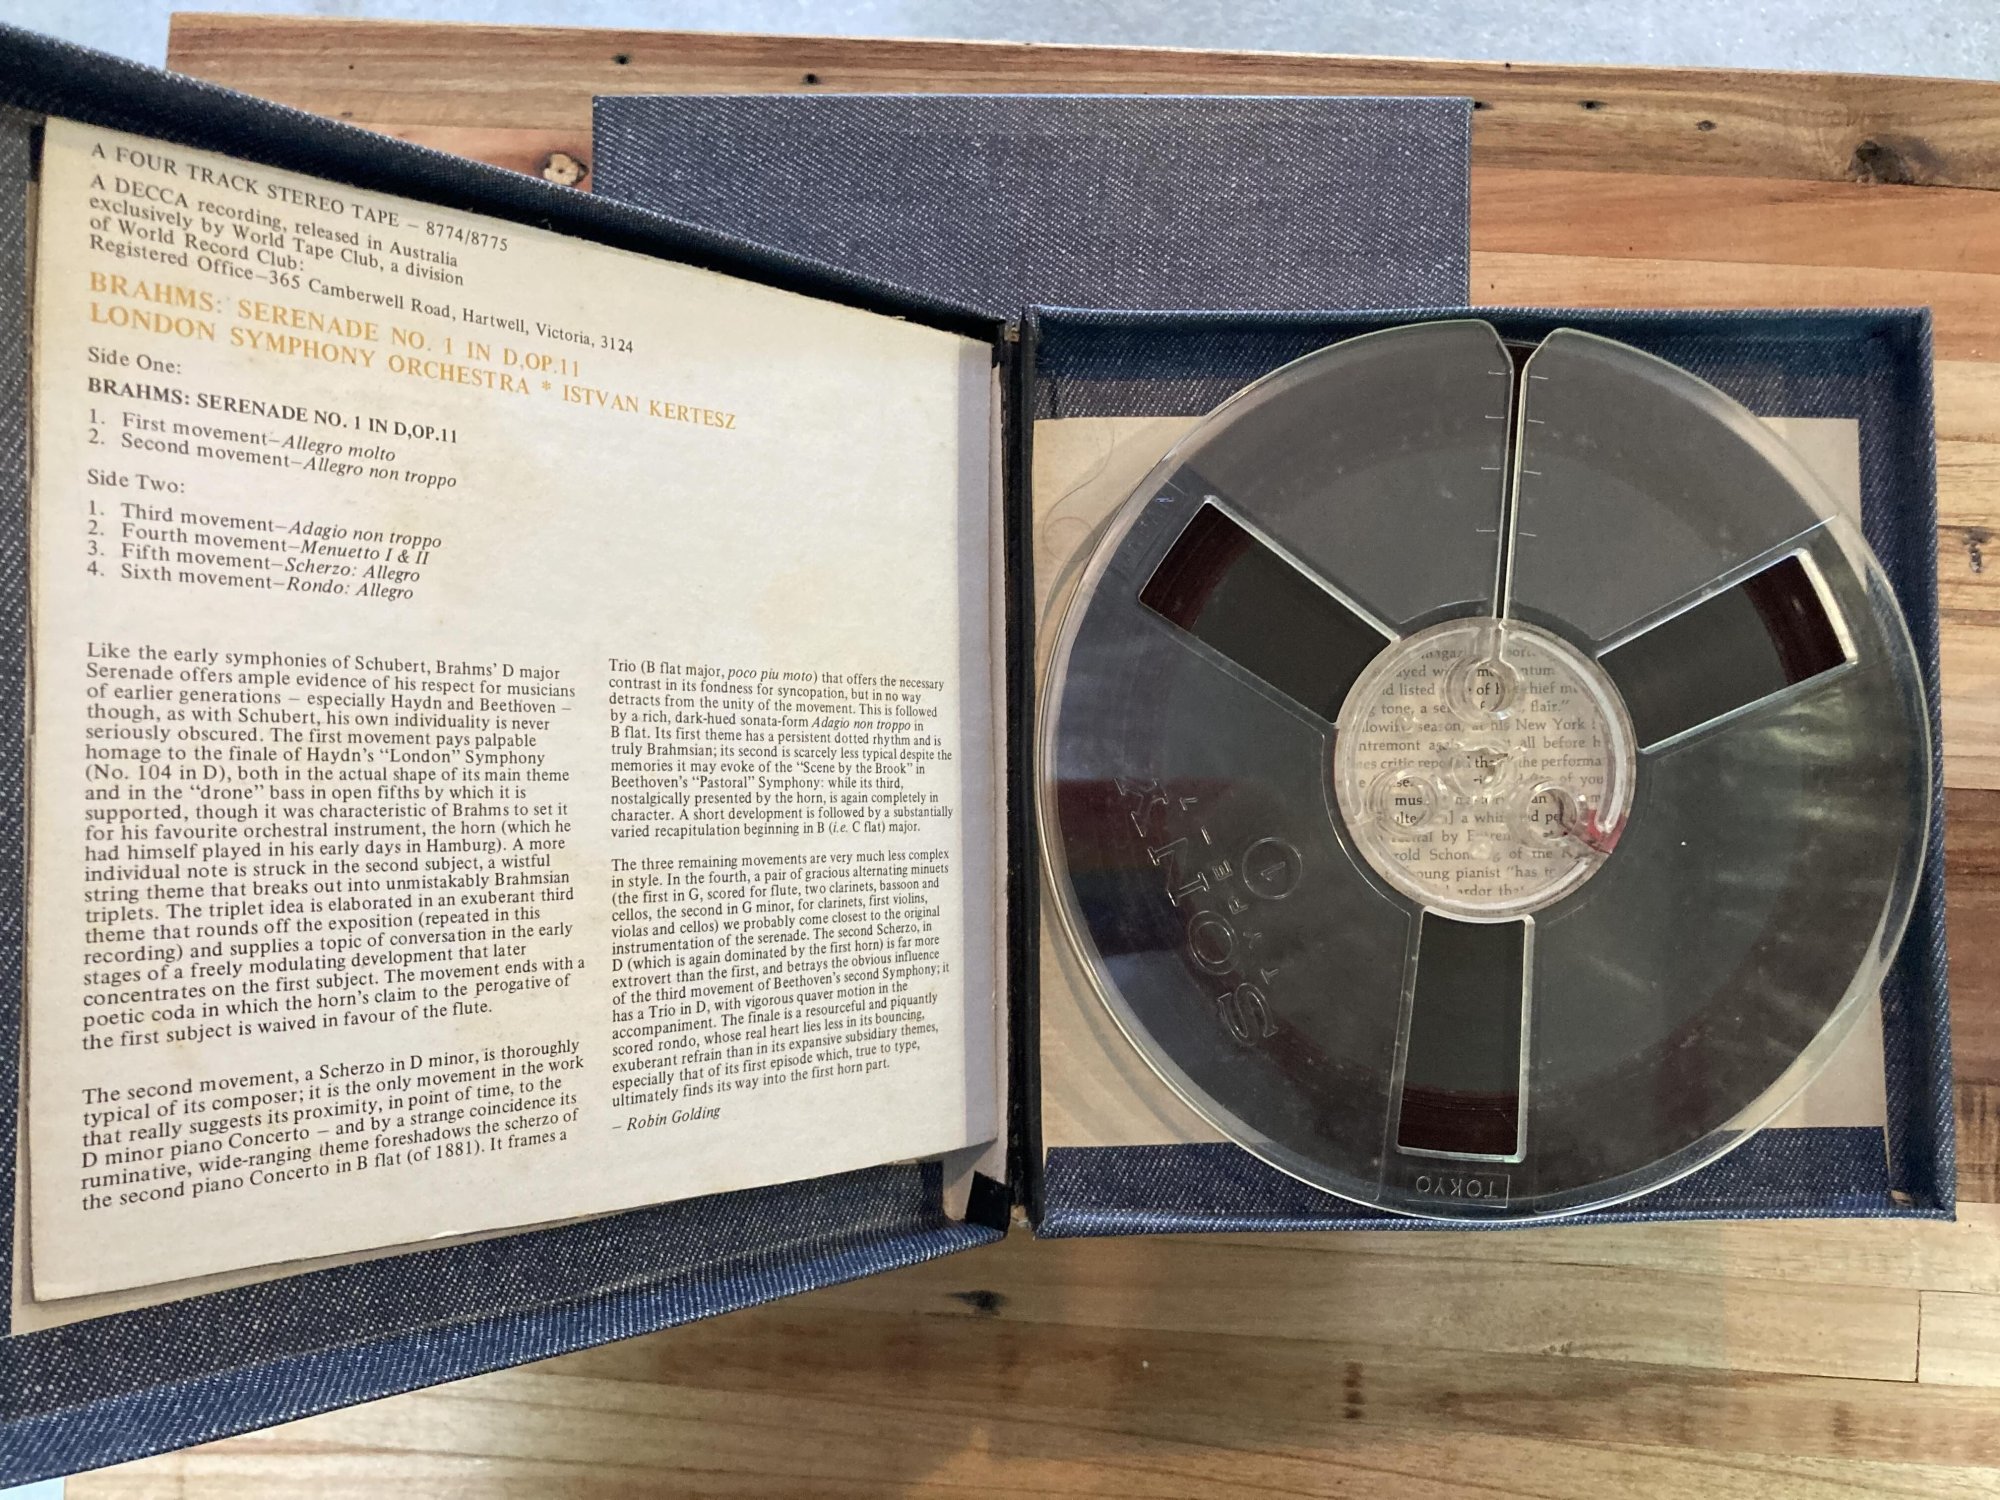 A FOUR TRACK STEREO TAPE – 8774/8775
A DECCA recording, released in Australia
exclusively by World Tape Club, a division
of World Record Club:
Registered Office–365 Camberwell Road, Hartwell, Victoria, 3124
BRAHMS: SERENADE NO. 1 IN D,OP.11
LONDON SYMPHONY ORCHESTRA * ISTVAN KERTESZ
Side One:
BRAHMS: SERENADE NO. 1 IN D,OP.11
1. First movement–Allegro molto
2. Second movement–Allegro non troppo
Side Two:
1. Third movement–Adagio non troppo
2. Fourth movement–Menuetto I & II
3. Fifth movement–Scherzo: Allegro
4. Sixth movement–Rondo: Allegro
Like the early symphonies of Schubert, Brahms' D major
Serenade offers ample evidence of his respect for musicians
of earlier generations – especially Haydn and Beethoven –
though, as with Schubert, his own individuality is never
seriously obscured. The first movement pays palpable
homage to the finale of Haydn's "London" Symphony
(No. 104 in D), both in the actual shape of its main theme
and in the "drone" bass in open fifths by which it is
supported, though it was characteristic of Brahms to set it
for his favourite orchestral instrument, the horn (which he
had himself played in his early days in Hamburg). A more
individual note is struck in the second subject, a wistful
string theme that breaks out into unmistakably Brahmsian
triplets. The triplet idea is elaborated in an exuberant third
theme that rounds off the exposition (repeated in this
recording) and supplies a topic of conversation in the early
stages of a freely modulating development that later
concentrates on the first subject. The movement ends with a
poetic coda in which the horn's claim to the perogative of
the first subject is waived in favour of the flute.
The second movement, a Scherzo in D minor, is thoroughly
typical of its composer; it is the only movement in the work
that really suggests its proximity, in point of time, to the
D minor piano Concerto – and by a strange coincidence its
ruminative, wide-ranging theme foreshadows the scherzo of
the second piano Concerto in B flat (of 1881). It frames a
Trio (B flat major, poco piu moto) that offers the necessary
contrast in its fondness for syncopation, but in no way
detracts from the unity of the movement. This is followed
by a rich, dark-hued sonata-form Adagio non troppo in
B flat. Its first theme has a persistent dotted rhythm and is
truly Brahmsian; its second is scarcely less typical despite the
memories it may evoke of the "Scene by the Brook" in
Beethoven's "Pastoral" Symphony: while its third,
nostalgically presented by the horn, is again completely in
character. A short development is followed by a substantially
varied recapitulation beginning in B (i.e. C flat) major.
The three remaining movements are very much less complex
in style. In the fourth, a pair of gracious alternating minuets
(the first in G, scored for flute, two clarinets, bassoon and
cellos, the second in G minor, for clarinets, first violins,
violas and cellos) we probably come closest to the original
instrumentation of the serenade. The second Scherzo, in
D (which is again dominated by the first horn) is far more
extrovert than the first, and betrays the obvious influence
of the third movement of Beethoven's second Symphony; it
has a Trio in D, with vigorous quaver motion in the
accompaniment. The finale is a resourceful and piquantly
scored rondo, whose real heart lies less in its bouncing,
exuberant refrain than in its expansive subsidiary themes,
especially that of its first episode which, true to type,
ultimately finds its way into the first horn part.
– Robin Golding
listed
tone, a
flair."
season, New York
all before
critic the performa
of you
a
by
of the
young pianist "has
SONY
TYPE 1
TOKYO